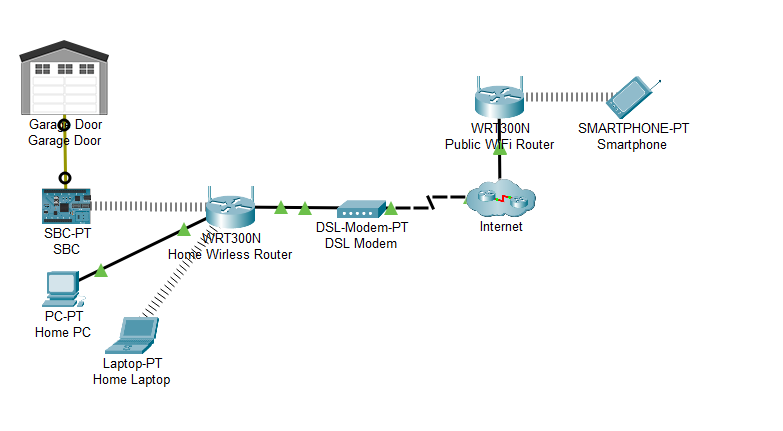 Garage Door
Garage Door
WRT300N
Public WiFi Router
SMARTPHONE-PT
Smartphone
SBC-PT
SBC
WRT300N
Home Wirless Router
DSL-Modem-PT
DSL Modem
Internet
PC-PT
Home PC
Laptop-PT
Home Laptop